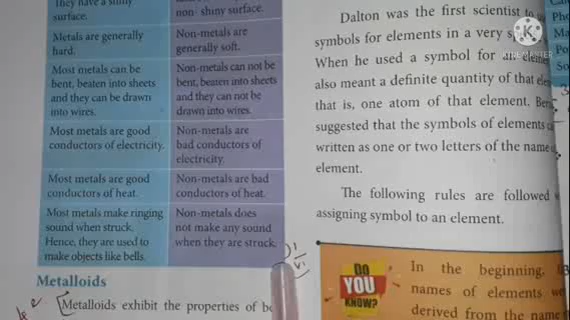 They have a shiny
surface.
non- shiny surface.
Metals are generally
hard.
Non-metals are
generally soft.
Most metals can be
bent, beaten into sheets
and they can be drawn
into wires.
Non-metals can not be
bent, beaten into sheets
and they can not be
drawn into wires.
Most metals are good
conductors of electricity.
Non-metals are
bad conductors of
electricity.
Most metals are good
conductors of heat.
Non-metals are bad
conductors of heat.
Most metals make ringing
sound when struck.
Hence, they are used to
make objects like bells.
Non-metals does
not make any sound
when they are struck.
Metalloids
Metalloids exhibit the properties of
Dalton was the first scientist to
symbols for elements in a very
When he used a symbol for
also meant a definite quantity of that
that is, one atom of that element.
suggested that the symbols of elements
written as one or two letters of the name
element.
The following rules are followed
assigning symbol to an element.
DO
YOU
KNOW?
In the beginning,
names of elements
derived from the name
K